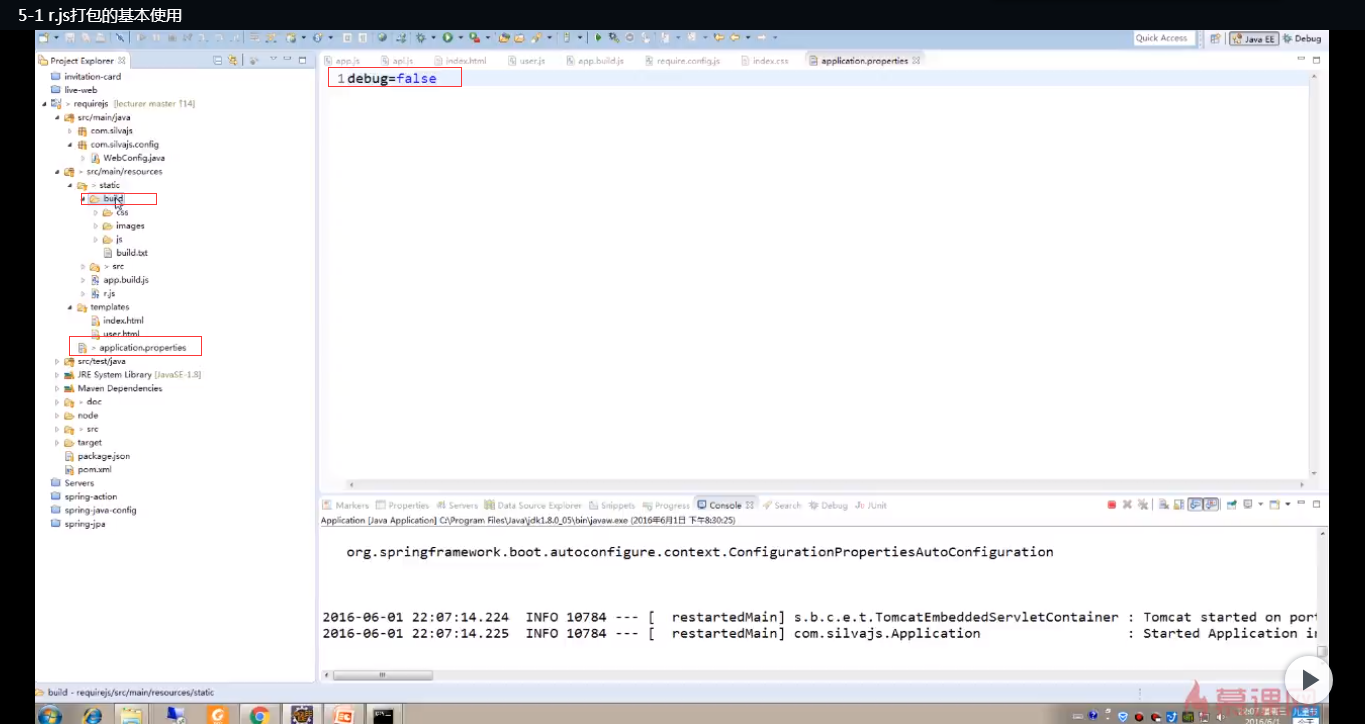 5-1 r.js打包的基本使用
Quick Access
Java EE
Debug
Project Explorer
app.js
api.js
index.html
user.js
app.build.js
require.config.js
index.css
application.properties
invitation-card
live-web
> requirejs [lecturer master ↑14]
src/main/java
com.silvajs
com.silvajs.config
WebConfig.java
> src/main/resources
> static
build
css
images
js
build.txt
> src
app.build.js
r.js
templates
index.html
user.html
> application.properties
src/test/java
JRE System Library [JavaSE-1.8]
Maven Dependencies
> doc
node
> src
target
package.json
pom.xml
Servers
spring-action
spring-java-config
spring-jpa
1 debug=false
Markers
Properties
Servers
Data Source Explorer
Snippets
Progress
Console
Search
Debug
JUnit
Application [Java Application] C:\Program Files\Java\jdk1.8.0_05\bin\javaw.exe (2016年6月1日 下午8:30:25)
org.springframework.boot.autoconfigure.context.ConfigurationPropertiesAutoConfiguration
2016-06-01 22:07:14.224 INFO 10784 --- [ restartedMain] s.b.c.e.t.TomcatEmbeddedServletContainer : Tomcat started on port
2016-06-01 22:07:14.225 INFO 10784 --- [ restartedMain] com.silvajs.Application : Started Application in
build - requirejs/src/main/resources/static
慕课网
22:07 星期三
2016/6/1
儿童节